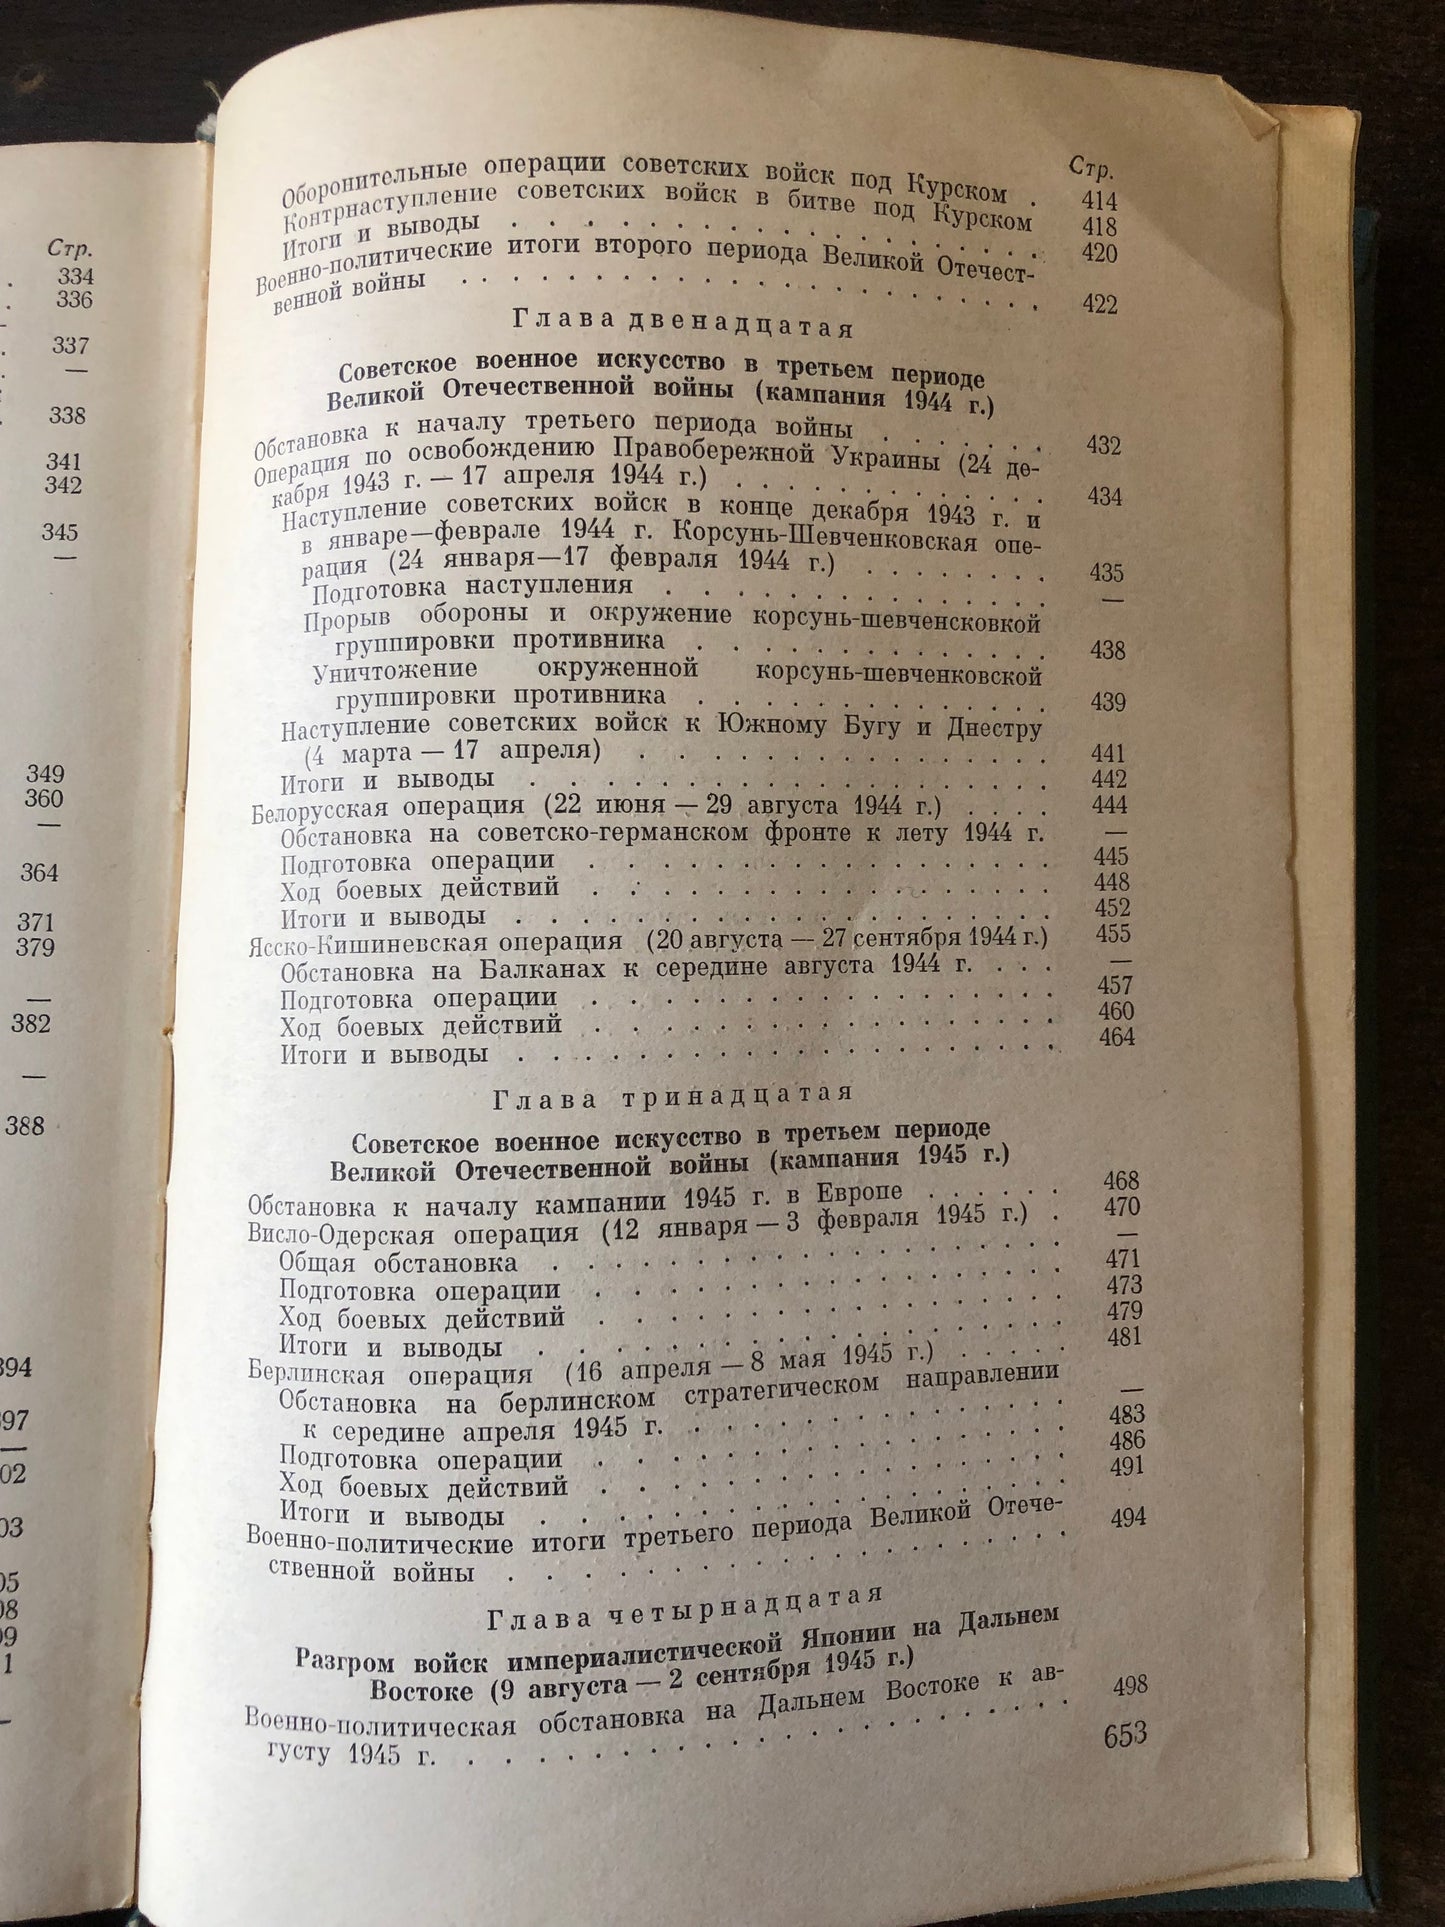 Стр.
334
336
337
—
338
341
342
345
—
349
360
—
364
371
379
—
382
—
388
394
397
—
Стр.
Оборонительные операции советских войск под Курском . 414
Контрнаступление советских войск в битве под Курском 418
Итоги и выводы . . . . . . . . . . . . . . . . . 420
Военно-политические итоги второго периода Великой Отечест-
венной войны . . . . . . . . . . . . . . . . . . . 422
Глава двенадцатая
Советское военное искусство в третьем периоде
Великой Отечественной войны (кампания 1944 г.)
Обстановка к началу третьего периода войны . . . . . . 432
Операция по освобождению Правобережной Украины (24 де-
кабря 1943 г. — 17 апреля 1944 г.) . . . . . . . . . . 434
Наступление советских войск в конце декабря 1943 г. и
в январе—феврале 1944 г. Корсунь-Шевченковская опе-
рация (24 января—17 февраля 1944 г.) . . . . . . . . 435
Подготовка наступления . . . . . . . . . . . . . —
Прорыв обороны и окружение корсунь-шевченсковкой
группировки противника . . . . . . . . . . . . 438
Уничтожение окруженной корсунь-шевченковской
группировки противника . . . . . . . . . . . . 439
Наступление советских войск к Южному Бугу и Днестру
(4 марта — 17 апреля) . . . . . . . . . . . . . . 441
Итоги и выводы . . . . . . . . . . . . . . . . . 442
Белорусская операция (22 июня — 29 августа 1944 г.) . . . . 444
Обстановка на советско-германском фронте к лету 1944 г. —
Подготовка операции . . . . . . . . . . . . . . . 445
Ход боевых действий . . . . . . . . . . . . . . . 448
Итоги и выводы . . . . . . . . . . . . . . . . . 452
Ясско-Кишиневская операция (20 августа — 27 сентября 1944 г.) 455
Обстановка на Балканах к середине августа 1944 г. . . . —
Подготовка операции . . . . . . . . . . . . . . . 457
Ход боевых действий . . . . . . . . . . . . . . . 460
Итоги и выводы . . . . . . . . . . . . . . . . . 464
Глава тринадцатая
Советское военное искусство в третьем периоде
Великой Отечественной войны (кампания 1945 г.)
Обстановка к началу кампании 1945 г. в Европе . . . . . . 468
Висло-Одерская операция (12 января — 3 февраля 1945 г.) . 470
Общая обстановка . . . . . . . . . . . . . . . . —
Подготовка операции . . . . . . . . . . . . . . . 471
Ход боевых действий . . . . . . . . . . . . . . . 473
Итоги и выводы . . . . . . . . . . . . . . . . . 479
Берлинская операция (16 апреля — 8 мая 1945 г.) . . . . . 481
Обстановка на берлинском стратегическом направлении
к середине апреля 1945 г. . . . . . . . . . . . . . —
Подготовка операции . . . . . . . . . . . . . . . 483
Ход боевых действий . . . . . . . . . . . . . . . 486
Итоги и выводы . . . . . . . . . . . . . . . . . 491
Военно-политические итоги третьего периода Великой Отече-
ственной войны . . . . . . . . . . . . . . . . . . 494
Глава четырнадцатая
Разгром войск империалистической Японии на Дальнем
Востоке (9 августа — 2 сентября 1945 г.)
Военно-политическая обстановка на Дальнем Востоке к ав-
густу 1945 г. . . . . . . . . . . . . . . . . . . . 498
653